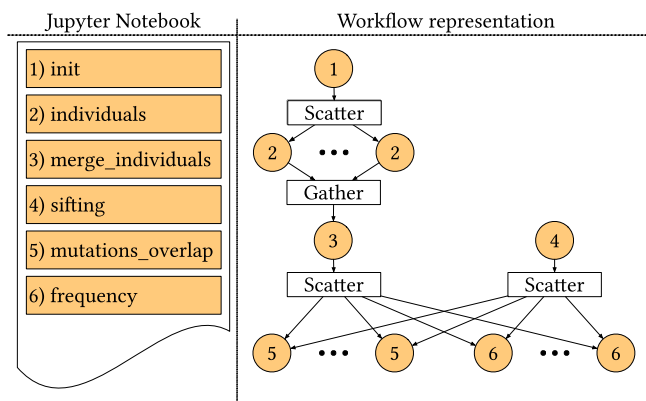 Jupyter Notebook
Workflow representation
1) init
2) individuals
3) merge_individuals
4) sifting
5) mutations_overlap
6) frequency
1
Scatter
2 ••• 2
Gather
3 4
Scatter Scatter
5 ••• 5 6 ••• 6